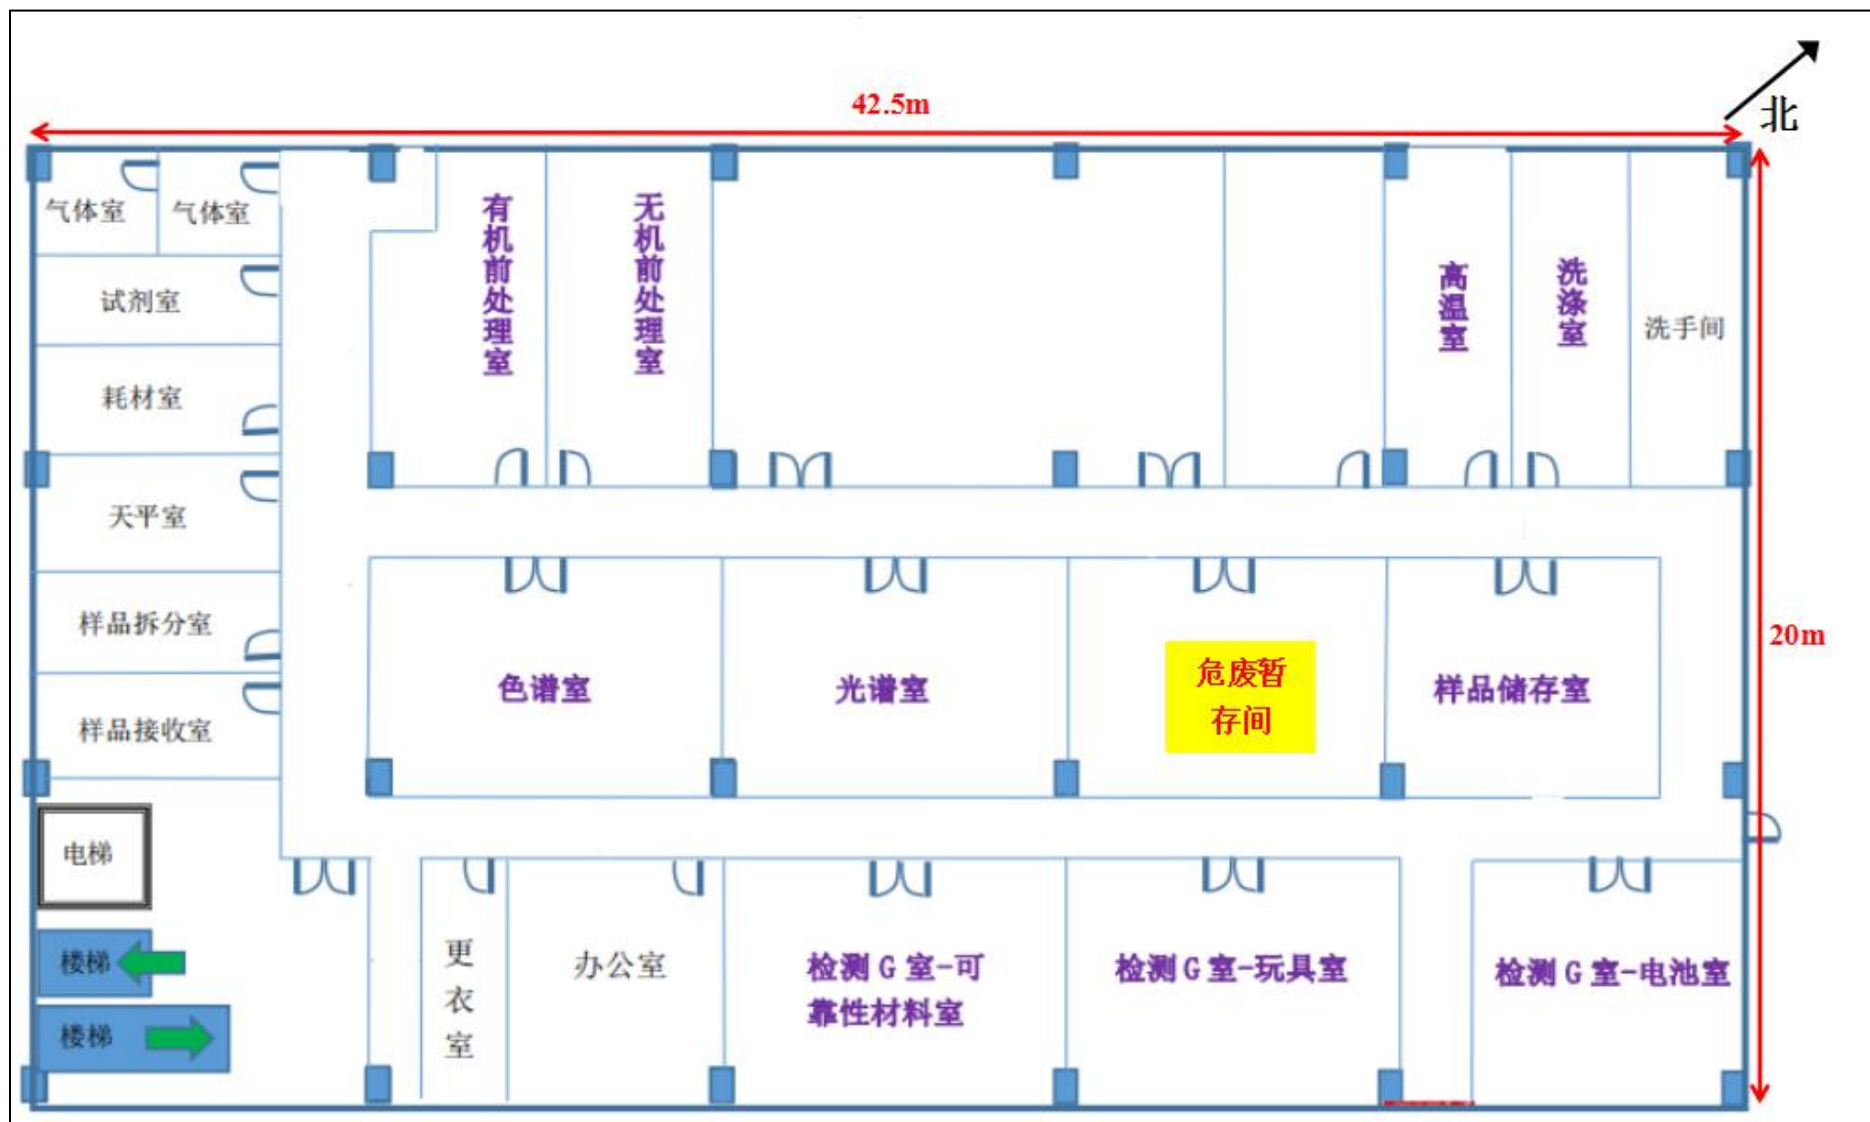 42.5m
北
气体室
气体室
有机前处理室
无机前处理室
试剂室
高温室
洗涤室
洗手间
耗材室
天平室
样品拆分室
20m
色谱室
光谱室
危废暂
存间
样品储存室
样品接收室
电梯
楼梯
更衣室
办公室
检测G室-可
靠性材料室
检测G室-玩具室
检测G室-电池室
楼梯